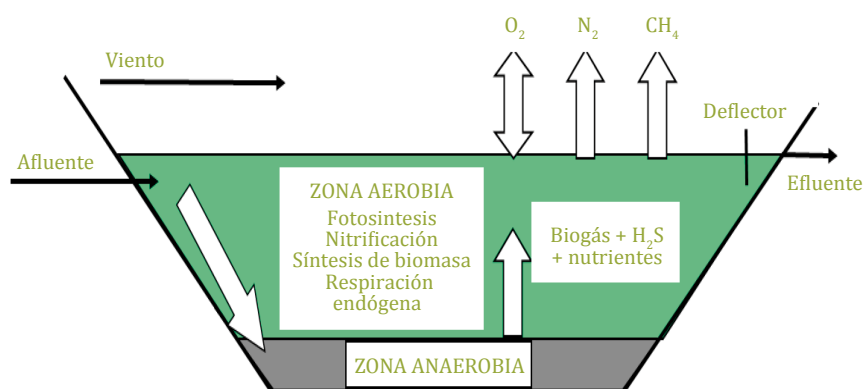 O₂ N₂ CH₄
Viento
Deflector
Afluente
Efluente
ZONA AEROBIA
Fotosintesis
Nitrificación
Síntesis de biomasa
Respiración
endógena
Biogás + H₂S
+ nutrientes
ZONA ANAEROBIA